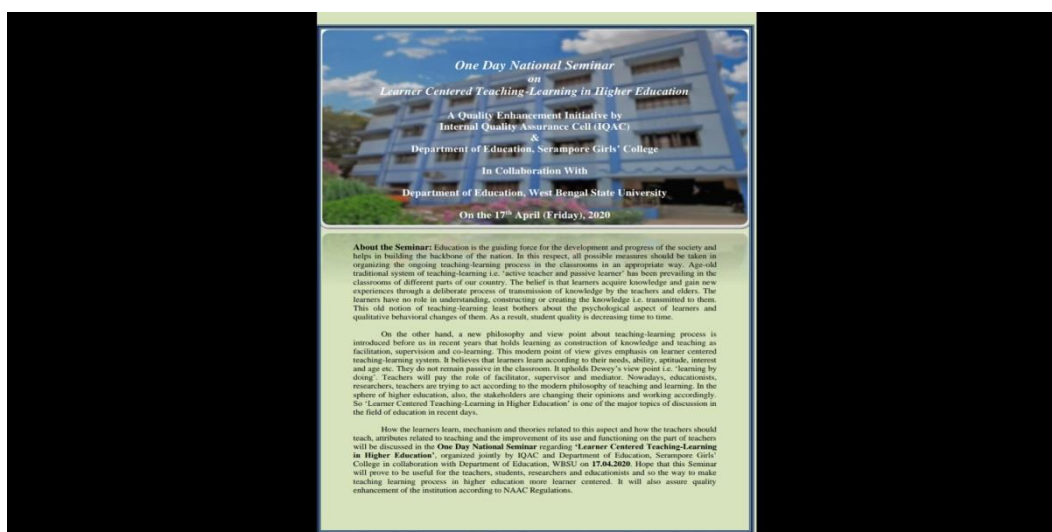 One Day National Seminar
on
Learner Centered Teaching-Learning in Higher Education
A Quality Enhancement Initiative by
Internal Quality Assurance Cell (IQAC)
&
Department of Education, Serampore Girls' College
In Collaboration With
Department of Education, West Bengal State University
On the 17th April (Friday), 2020
About the Seminar: Education is the guiding force for the development and progress of the society and
helps in building the backbone of the nation. In this respect, all possible measures should be taken in
organizing the ongoing teaching-learning process in the classrooms in an appropriate way. Age-old
traditional system of teaching-learning i.e. 'active teacher and passive learner' has been prevailing in the
classrooms of different parts of our country. The belief is that learners acquire knowledge and gain new
experiences through a deliberate process of transmission of knowledge by the teachers and elders. The
learners have no role in understanding, constructing or creating the knowledge i.e. transmitted to them.
This old notion of teaching-learning least bothers about the psychological aspect of learners and
qualitative behavioral changes of them. As a result, student quality is decreasing time to time.
On the other hand, a new philosophy and view point about teaching-learning process is
introduced before us in recent years that holds learning as construction of knowledge and teaching as
facilitation, supervision and co-learning. This modern point of view gives emphasis on learner centered
teaching-learning system. It believes that learners learn according to their needs, ability, aptitude, interest
and age etc. They do not remain passive in the classroom. It upholds Dewey's view point i.e. 'learning by
doing'. Teachers will pay the role of facilitator, supervisor and mediator. Nowadays, educationists,
researchers, teachers are trying to act according to the modern philosophy of teaching and learning. In the
sphere of higher education, also, the stakeholders are changing their opinions and working accordingly.
So 'Learner Centered Teaching-Learning in Higher Education' is one of the major topics of discussion in
the field of education in recent days.
How the learners learn, mechanism and theories related to this aspect and how the teachers should
teach, attributes related to teaching and the improvement of its use and functioning on the part of teachers
will be discussed in the One Day National Seminar regarding 'Learner Centered Teaching-Learning
in Higher Education', organized jointly by IQAC and Department of Education, Serampore Girls'
College in collaboration with Department of Education, WBSU on 17.04.2020. Hope that this Seminar
will prove to be useful for the teachers, students, researchers and educationists and so the way to make
teaching learning process in higher education more learner centered. It will also assure quality
enhancement of the institution according to NAAC Regulations.